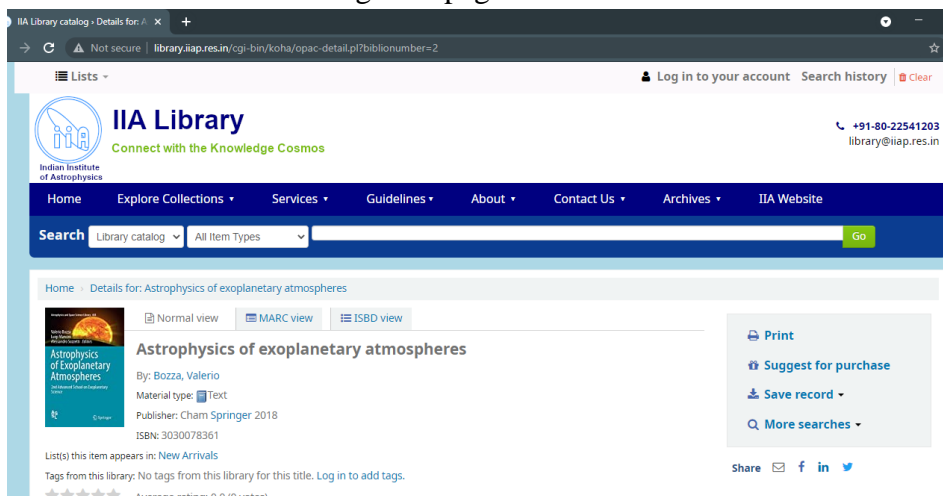 IIA Library catalog › Details for: A
Not secure | library.iiap.res.in/cgi-bin/koha/opac-detail.pl?biblionumber=2
Lists
Log in to your account Search history Clear
IIA Library
Connect with the Knowledge Cosmos
Indian Institute
of Astrophysics
+91-80-22541203
library@iiap.res.in
Home Explore Collections Services Guidelines About Contact Us Archives IIA Website
Search Library catalog All Item Types Go
Home › Details for: Astrophysics of exoplanetary atmospheres
Normal view MARC view ISBD view
Astrophysics
of Exoplanetary
Atmospheres
Springer
Astrophysics of exoplanetary atmospheres
By: Bozza, Valerio
Material type: Text
Publisher: Cham Springer 2018
ISBN: 3030078361
List(s) this item appears in: New Arrivals
Tags from this library: No tags from this library for this title. Log in to add tags.
Print
Suggest for purchase
Save record
More searches
Share